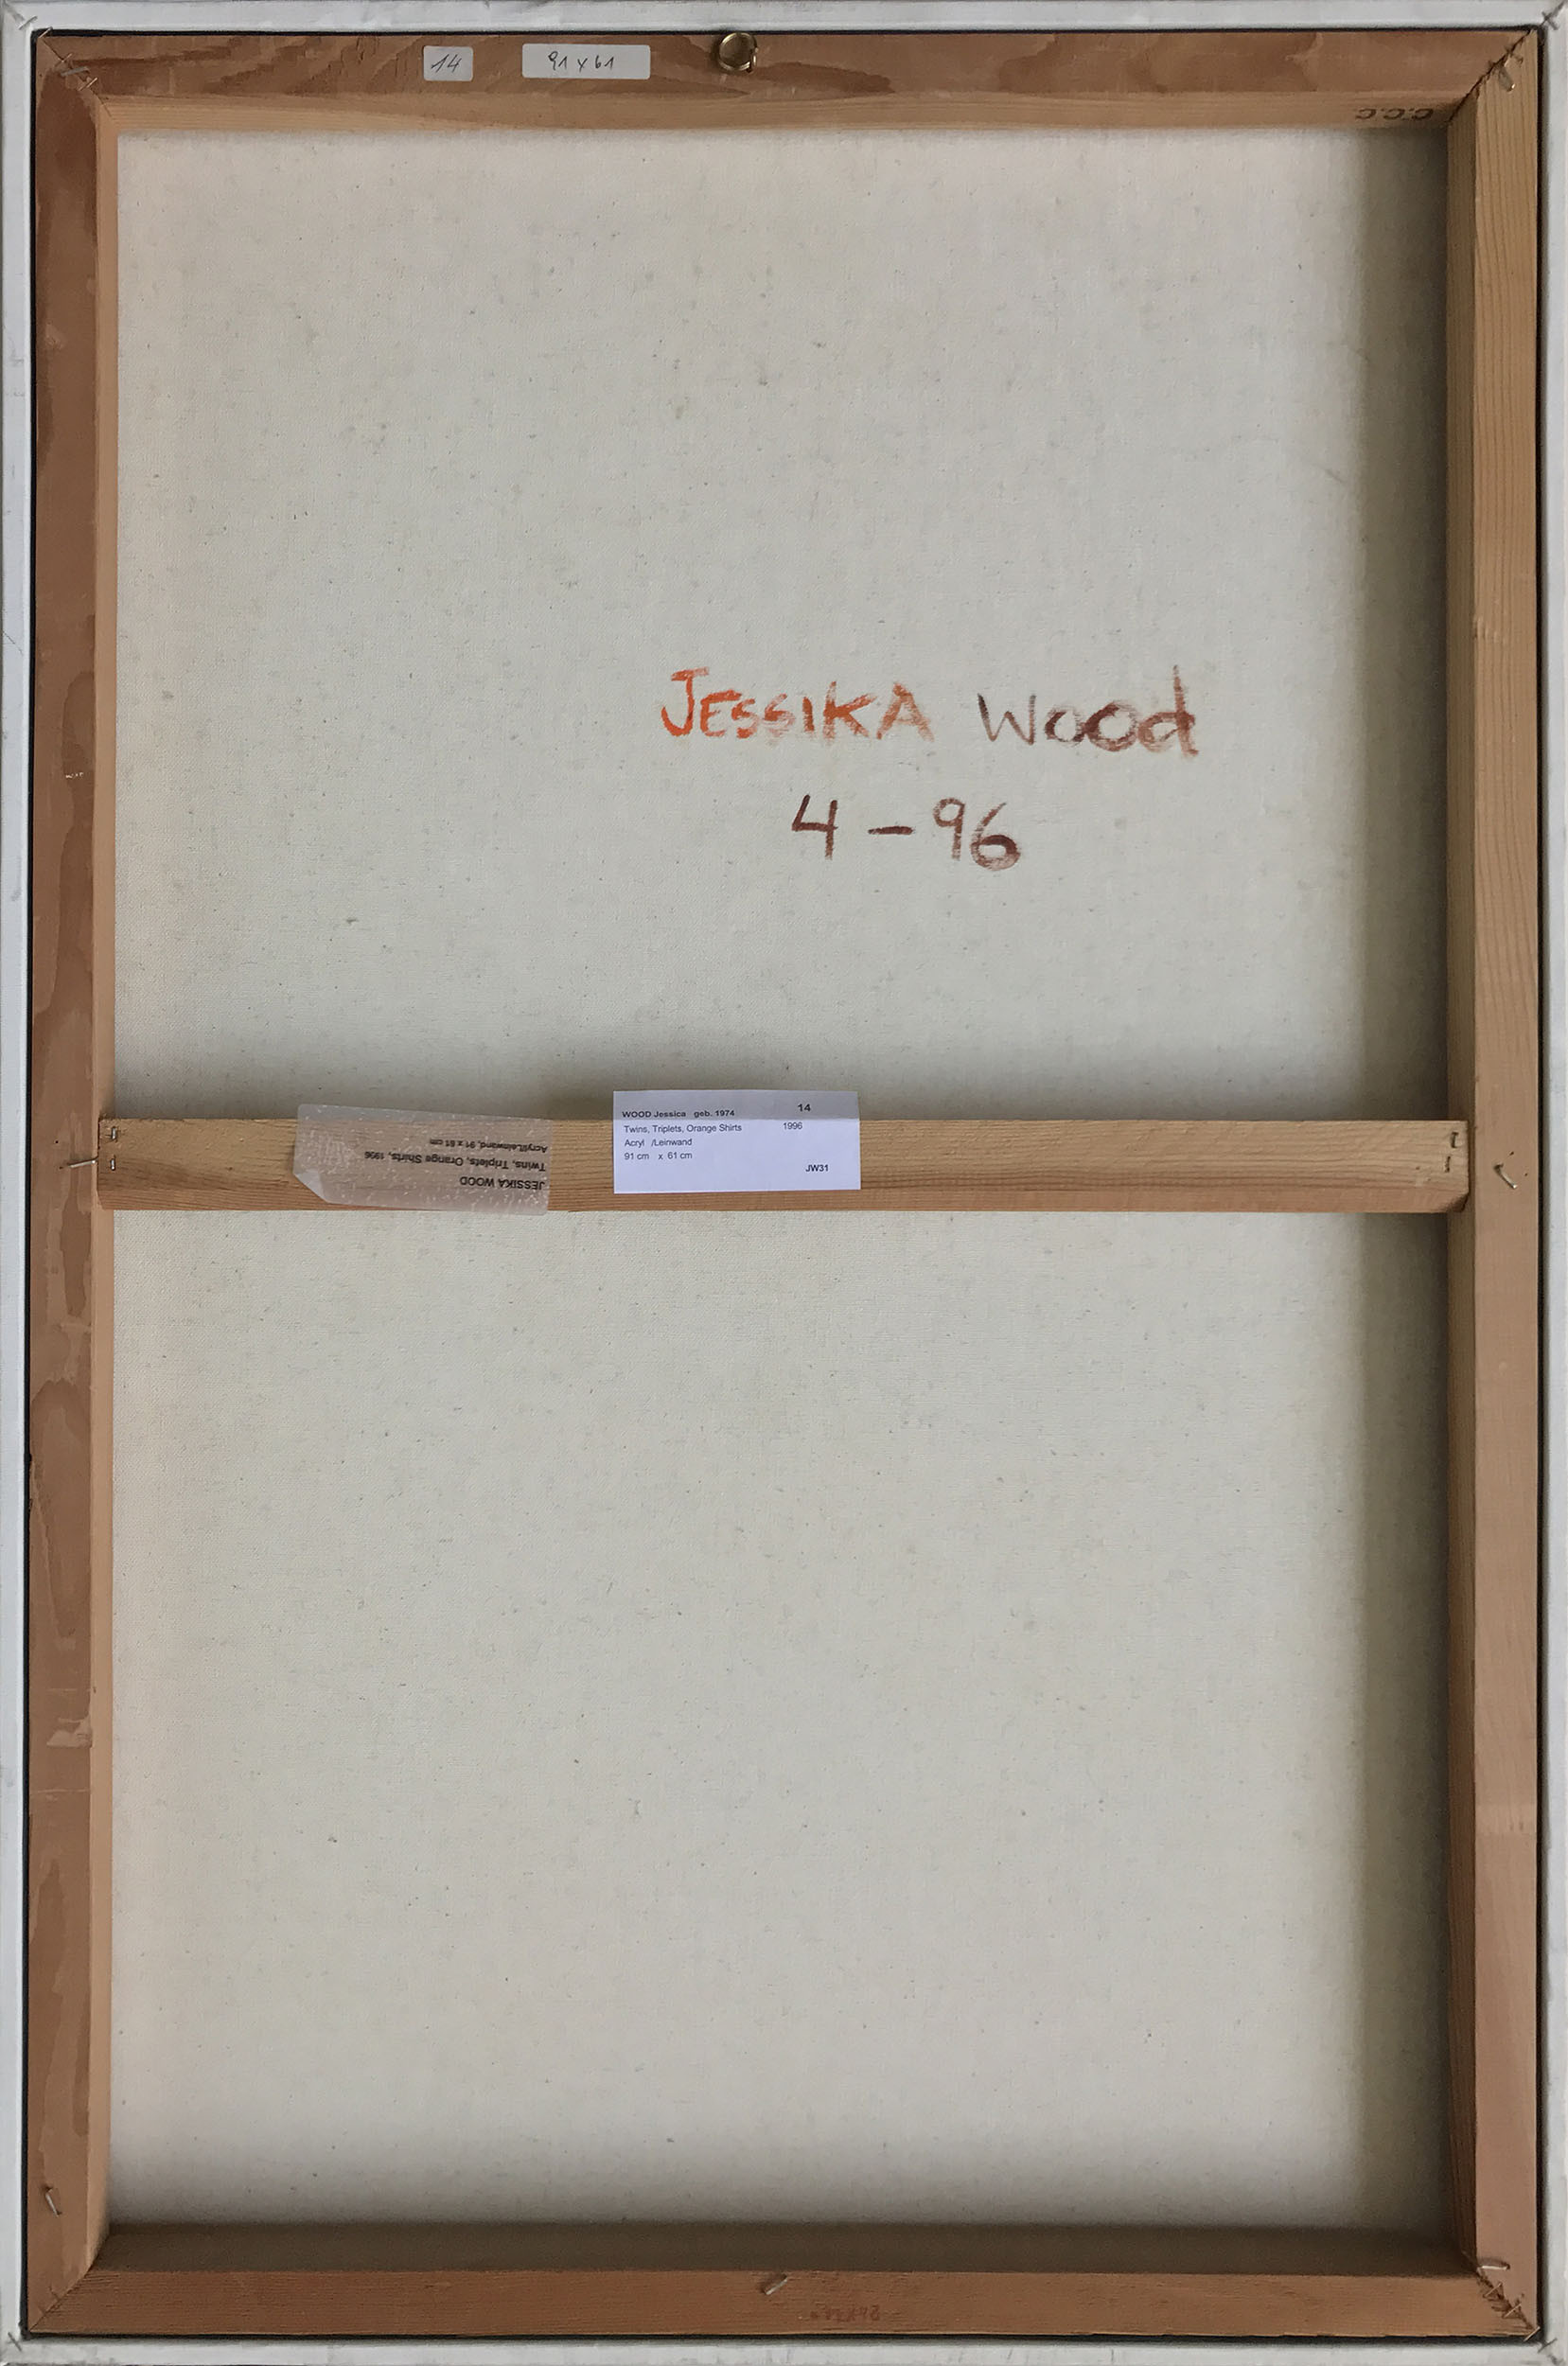 14
91 x 61
C.C.C.
JESSIKA Wood
4 - 96
WOOD Jessica geb. 1974 14
Twins, Triplets, Orange Shirts 1996
Acryl /Leinwand
91 cm x 61 cm
JW31
JESSIKA WOOD
Twins, Triplets, Orange Shirts, 1996
Acryl/Leinwand, 91 x 61 cm